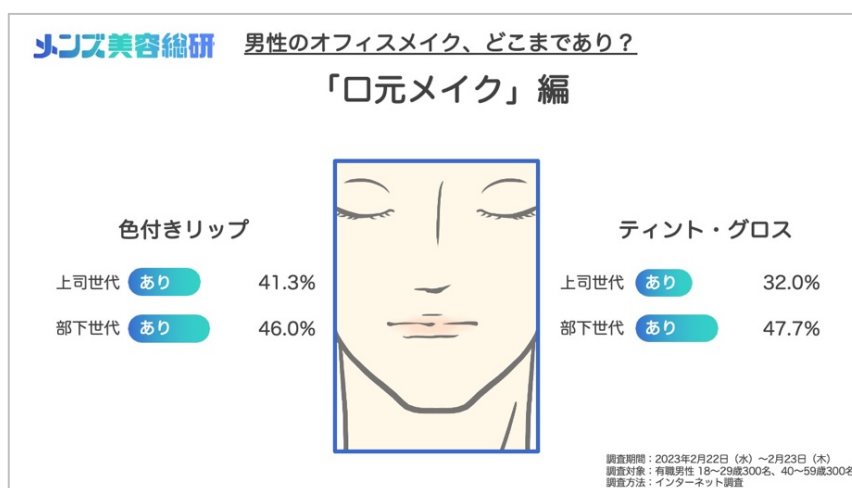 メンズ美容総研
男性のオフィスメイク、どこまであり？
「口元メイク」編
色付きリップ
上司世代 あり 41.3%
部下世代 あり 46.0%
ティント・グロス
上司世代 あり 32.0%
部下世代 あり 47.7%
調査期間：2023年2月22日（水）〜2月23日（木）
調査対象：有職男性 18〜29歳300名、40〜59歳300名
調査方法：インターネット調査